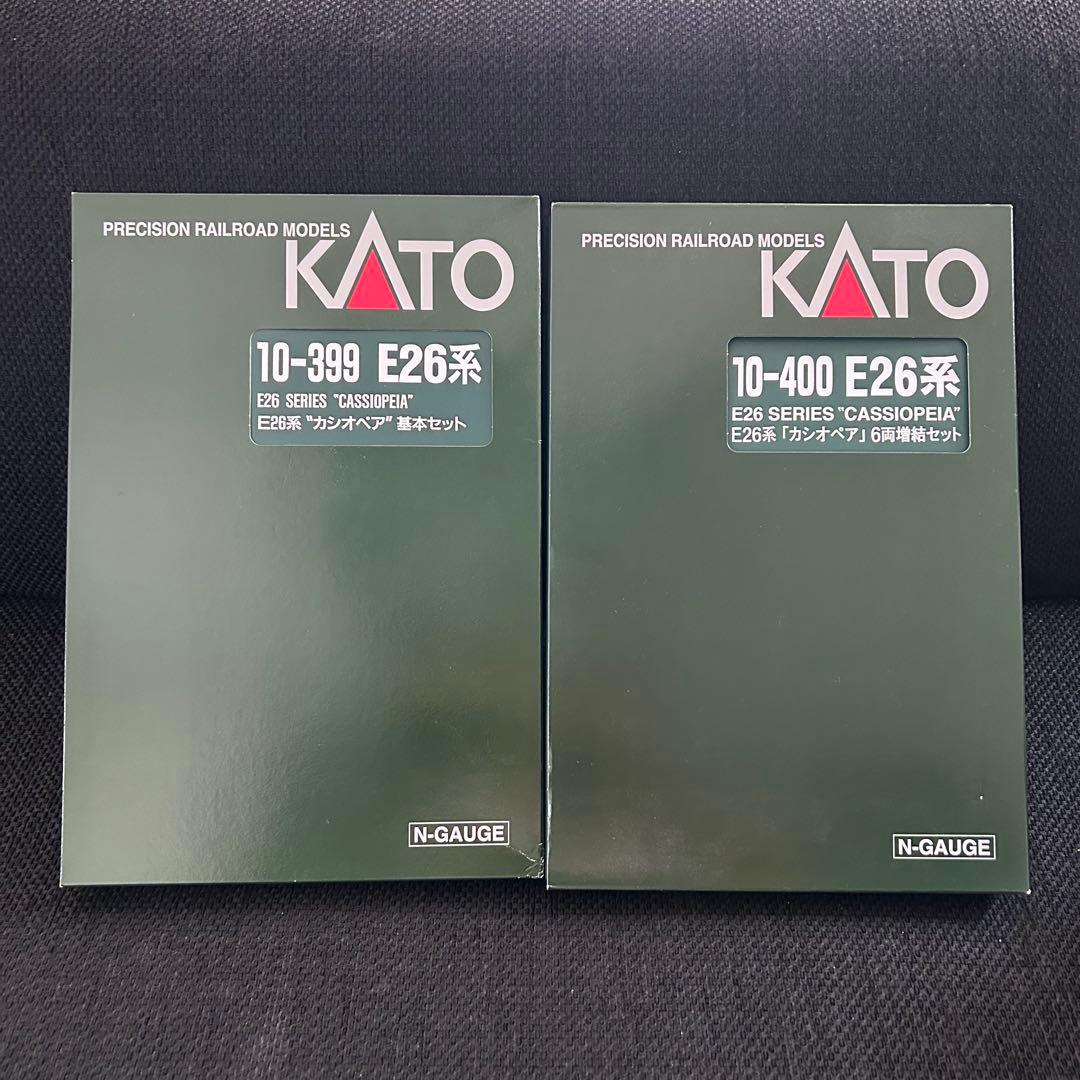 PRECISION RAILROAD MODELS
KATO
10-399 E26系
E26 SERIES "CASSIOPEIA"
E26系 "カシオペア" 基本セット
N-GAUGE
PRECISION RAILROAD MODELS
KATO
10-400 E26系
E26 SERIES "CASSIOPEIA"
E26系「カシオペア」6両増結セット
N-GAUGE